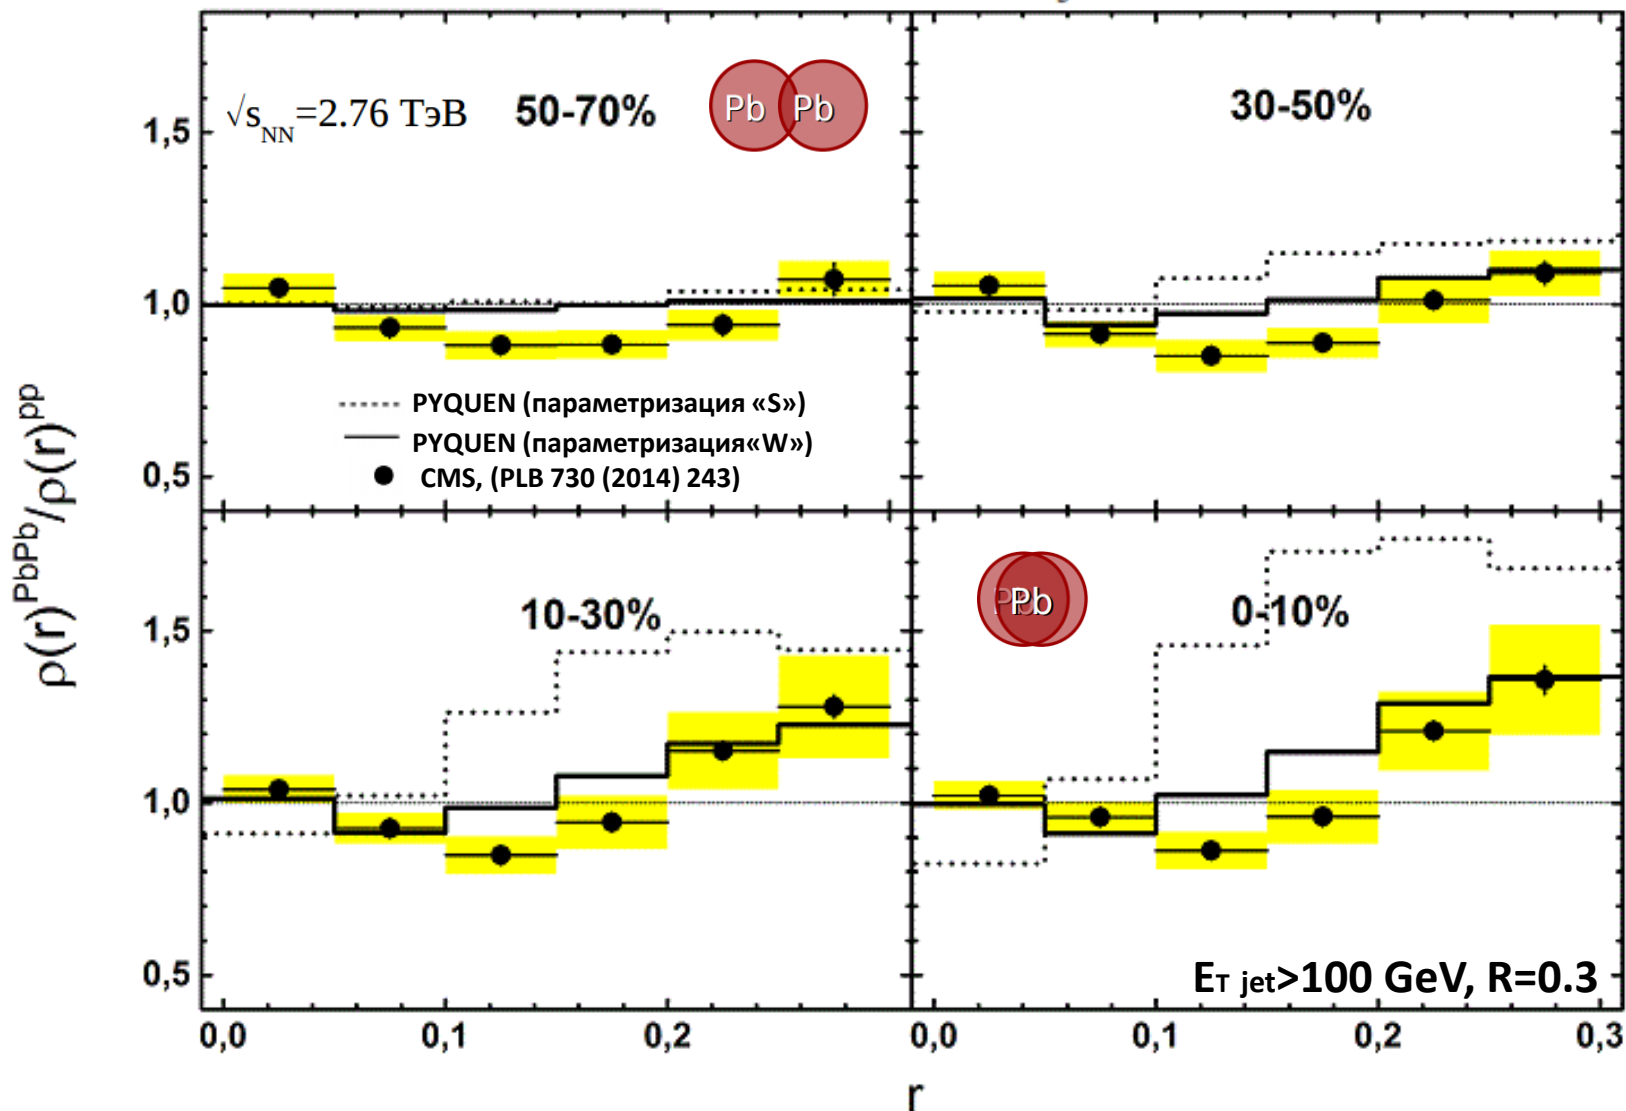 √s_NN=2.76 ТэВ
50-70%
Pb Pb
30-50%
1,5
1,0
0,5
PYQUEN (параметризация «S»)
PYQUEN (параметризация«W»)
CMS, (PLB 730 (2014) 243)
ρ(r)^PbPb/ρ(r)^pp
10-30%
Pb Pb
0-10%
1,5
1,0
0,5
ET jet>100 GeV, R=0.3
0,0 0,1 0,2 0,0 0,1 0,2 0,3
r